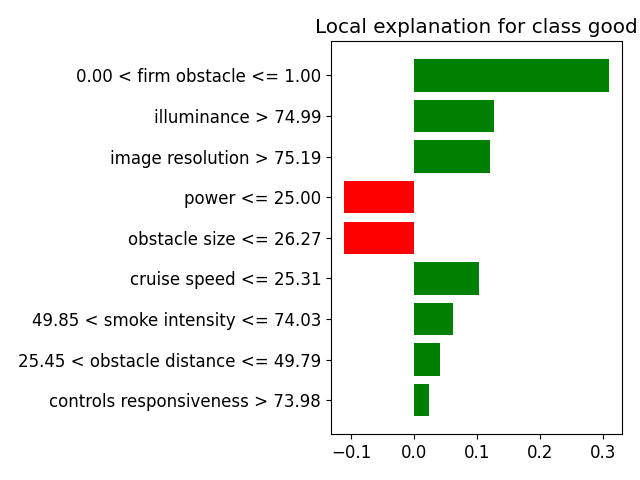 Local explanation for class good
0.00 < firm obstacle <= 1.00
illuminance > 74.99
image resolution > 75.19
power <= 25.00
obstacle size <= 26.27
cruise speed <= 25.31
49.85 < smoke intensity <= 74.03
25.45 < obstacle distance <= 49.79
controls responsiveness > 73.98
−0.1 0.0 0.1 0.2 0.3